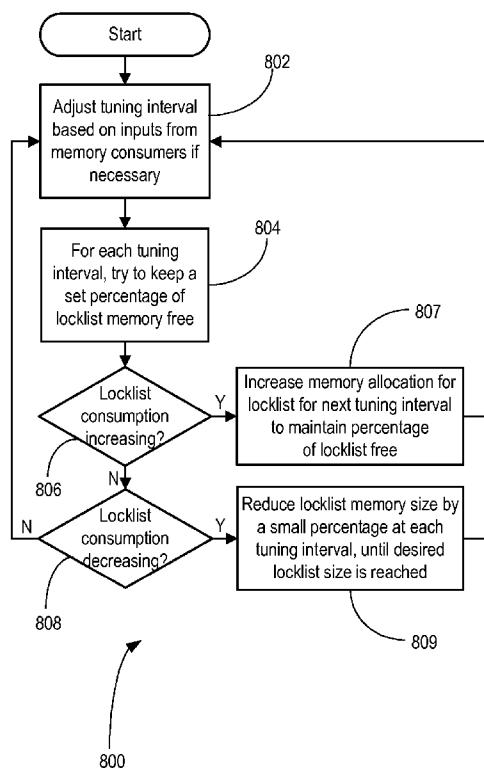 Start
802
Adjust tuning interval
based on inputs from
memory consumers if
necessary
804
For each tuning
interval, try to keep a
set percentage of
locklist memory free
807
Locklist
consumption
increasing?
Y
Increase memory allocation for
locklist for next tuning interval
to maintain percentage
of locklist free
806
N
N
Locklist
consumption
decreasing?
Y
Reduce locklist memory size by
a small percentage at each
tuning interval, until desired
locklist size is reached
808
809
800